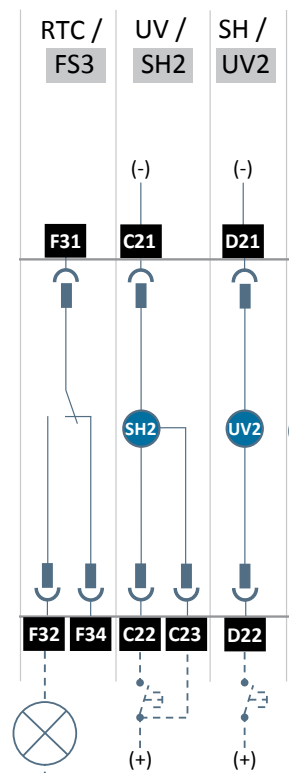 RTC / UV / SH /
FS3 SH2 UV2
(-) (-)
F31 C21 D21
SH2 UV2
F32 F34 C22 C23 D22
(+) (+)